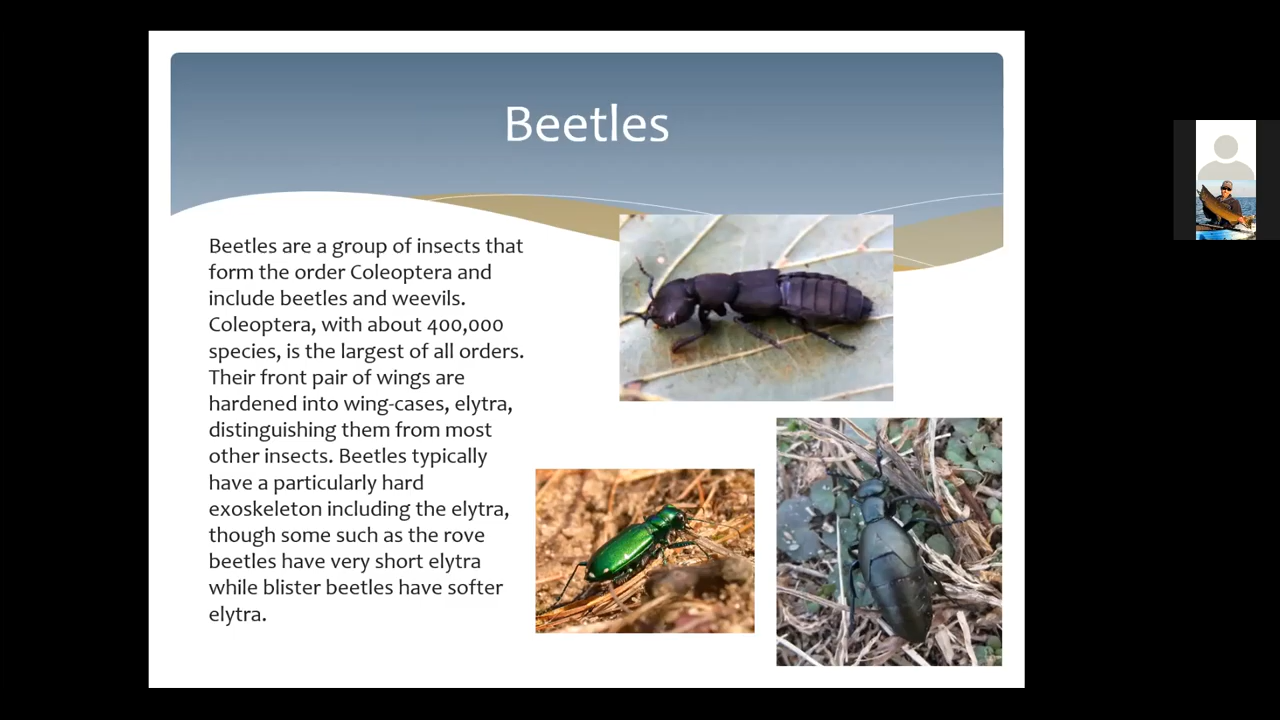 Beetles
Beetles are a group of insects that
form the order Coleoptera and
include beetles and weevils.
Coleoptera, with about 400,000
species, is the largest of all orders.
Their front pair of wings are
hardened into wing-cases, elytra,
distinguishing them from most
other insects. Beetles typically
have a particularly hard
exoskeleton including the elytra,
though some such as the rove
beetles have very short elytra
while blister beetles have softer
elytra.